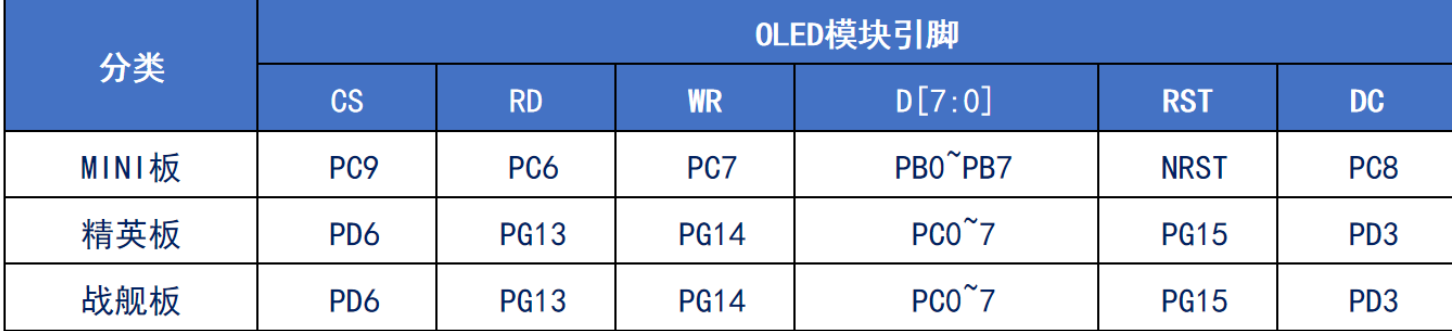 分类 OLED模块引脚
CS RD WR D[7:0] RST DC
MINI板 PC9 PC6 PC7 PB0~PB7 NRST PC8
精英板 PD6 PG13 PG14 PC0~7 PG15 PD3
战舰板 PD6 PG13 PG14 PC0~7 PG15 PD3